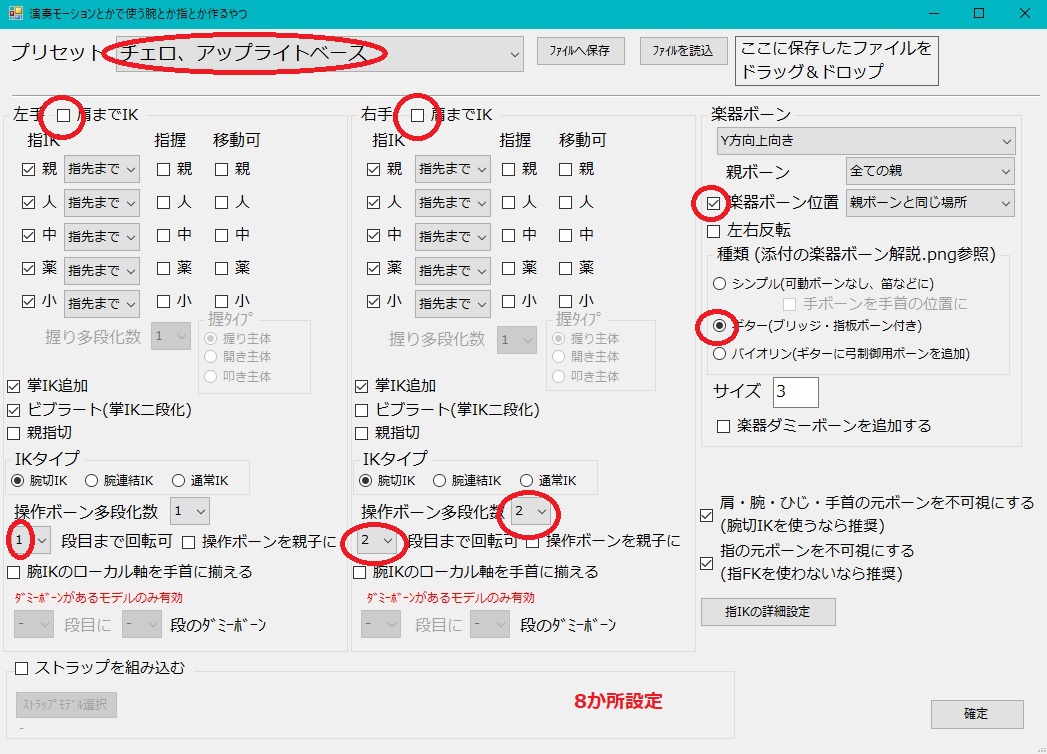 演奏モーションとかで使う腕とか指とか作るやつ
プリセット チェロ、アップライトベース ﾌｧｲﾙへ保存 ﾌｧｲﾙを読込 ここに保存したファイルを
ドラッグ＆ドロップ
左手 肩までIK
指IK 指握 移動可
親 指先まで 親 親
人 指先まで 人 人
中 指先まで 中 中
薬 指先まで 薬 薬
小 指先まで 小 小
握り多段化数 1
握ﾀｲﾌﾟ
握り主体
開き主体
叩き主体
掌IK追加
ビブラート(掌IK二段化)
親指切
IKタイプ
腕切IK 腕連結IK 通常IK
操作ボーン多段化数 1
1 段目まで回転可 操作ボーンを親子に
腕IKのローカル軸を手首に揃える
ﾀﾞﾐｰﾎﾞｰﾝがあるモデルのみ有効
- 段目に - 段のﾀﾞﾐｰﾎﾞｰﾝ
右手 肩までIK
指IK 指握 移動可
親 指先まで 親 親
人 指先まで 人 人
中 指先まで 中 中
薬 指先まで 薬 薬
小 指先まで 小 小
握り多段化数 1
握ﾀｲﾌﾟ
握り主体
開き主体
叩き主体
掌IK追加
ビブラート(掌IK二段化)
親指切
IKタイプ
腕切IK 腕連結IK 通常IK
操作ボーン多段化数 2
2 段目まで回転可 操作ボーンを親子に
腕IKのローカル軸を手首に揃える
ﾀﾞﾐｰﾎﾞｰﾝがあるモデルのみ有効
- 段目に - 段のﾀﾞﾐｰﾎﾞｰﾝ
楽器ボーン
Y方向上向き
親ボーン 全ての親
楽器ボーン位置 親ボーンと同じ場所
左右反転
種類 (添付の楽器ボーン解説.png参照)
シンプル(可動ボーンなし、笛などに)
手ボーンを手首の位置に
ギター(ブリッジ・指板ボーン付き)
バイオリン(ギターに弓制御用ボーンを追加)
サイズ 3
楽器ダミーボーンを追加する
肩・腕・ひじ・手首の元ボーンを不可視にする
(腕切IKを使うなら推奨)
指の元ボーンを不可視にする
(指FKを使わないなら推奨)
指IKの詳細設定
ストラップを組み込む
ｽﾄﾗｯﾌﾟﾓﾃﾞﾙ選択
-
8か所設定
確定